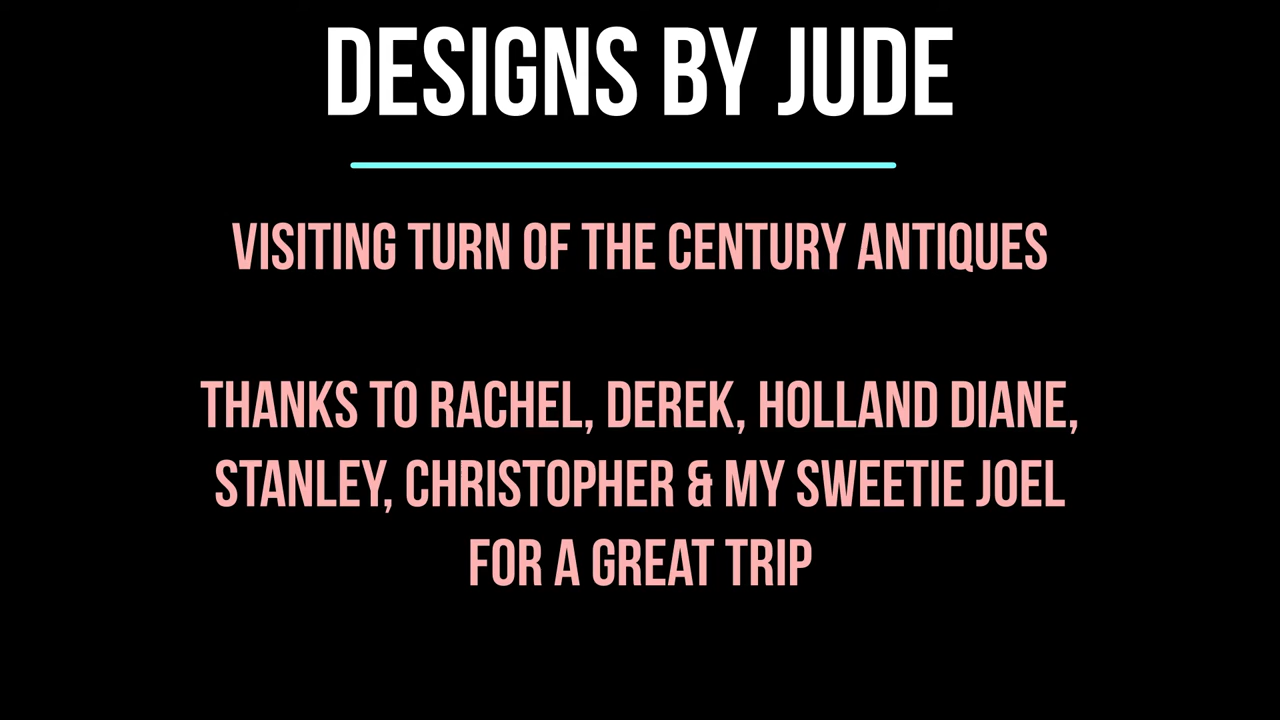 DESIGNS BY JUDE
VISITING TURN OF THE CENTURY ANTIQUES
THANKS TO RACHEL, DEREK, HOLLAND DIANE,
STANLEY, CHRISTOPHER & MY SWEETIE JOEL
FOR A GREAT TRIP